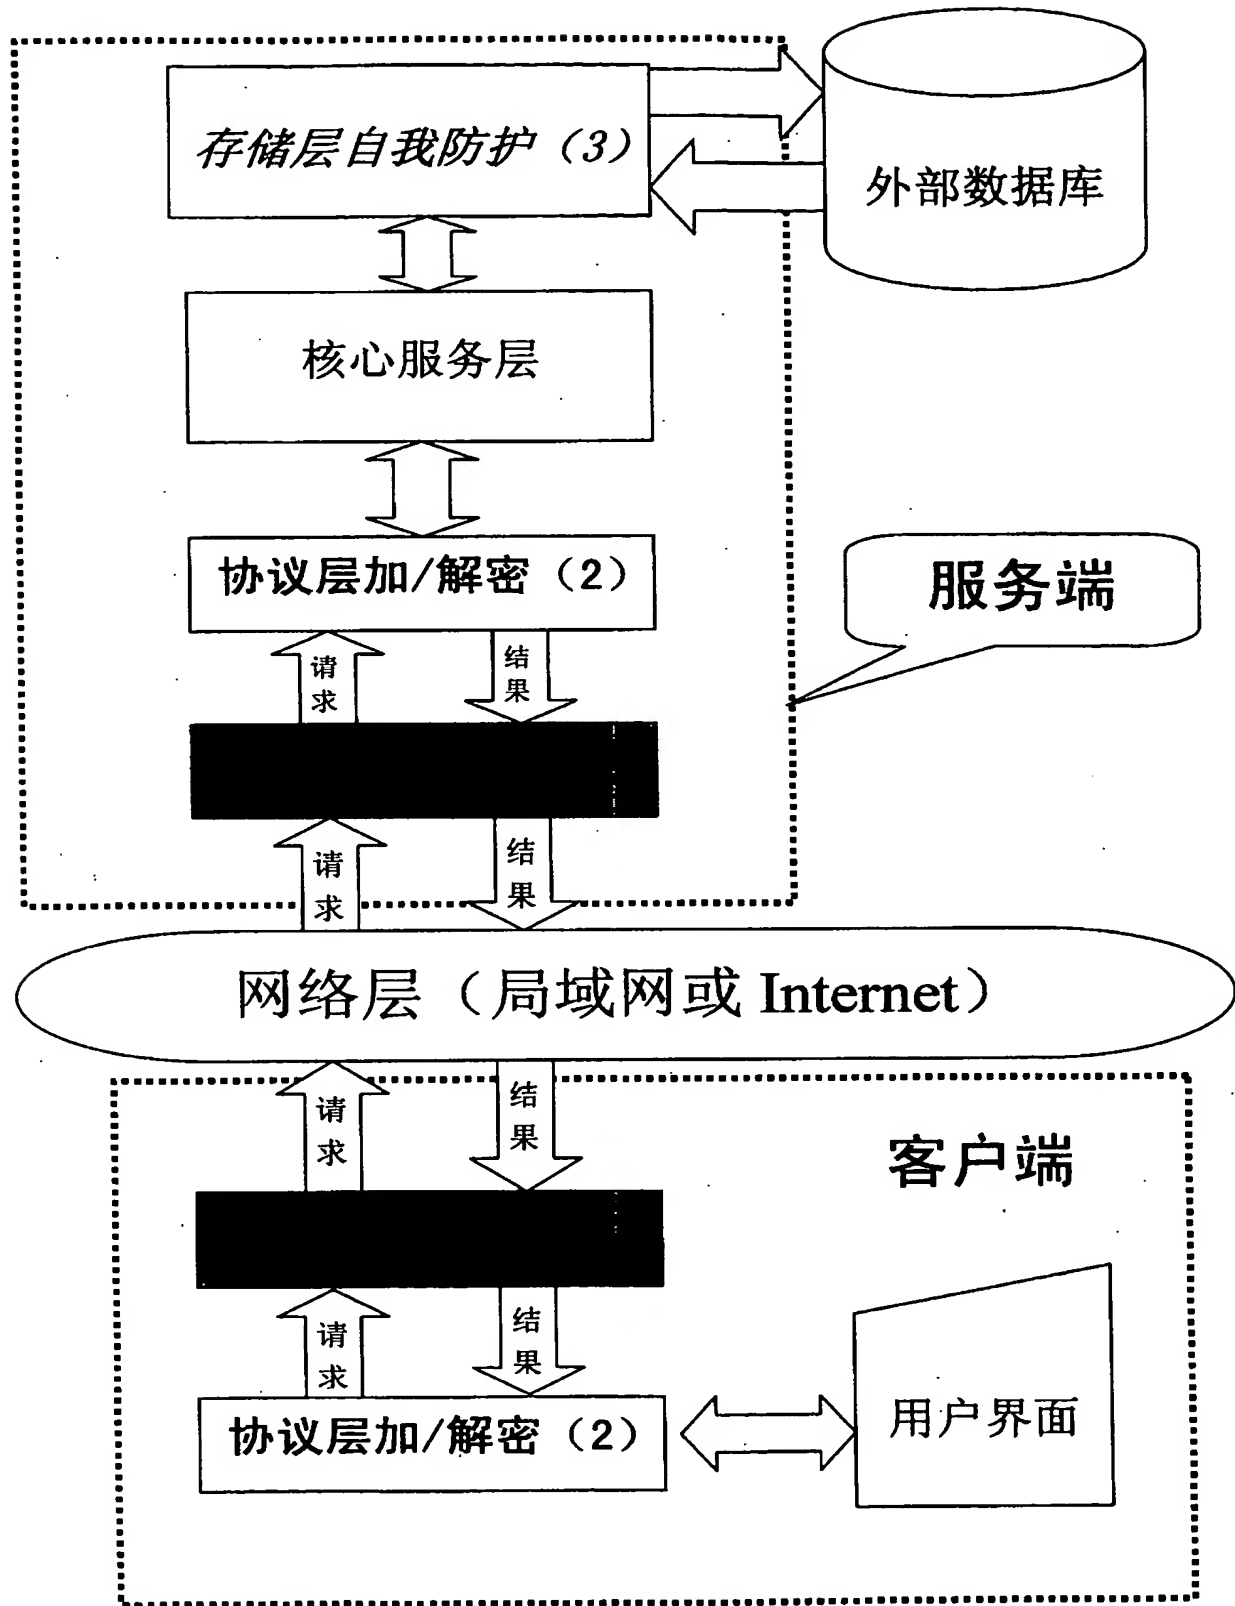 存储层自我防护（3）
外部数据库
核心服务层
协议层加/解密（2）
服务端
请求
结果
请求
结果
网络层（局域网或 Internet）
请求
结果
客户端
请求
结果
协议层加/解密（2）
用户界面